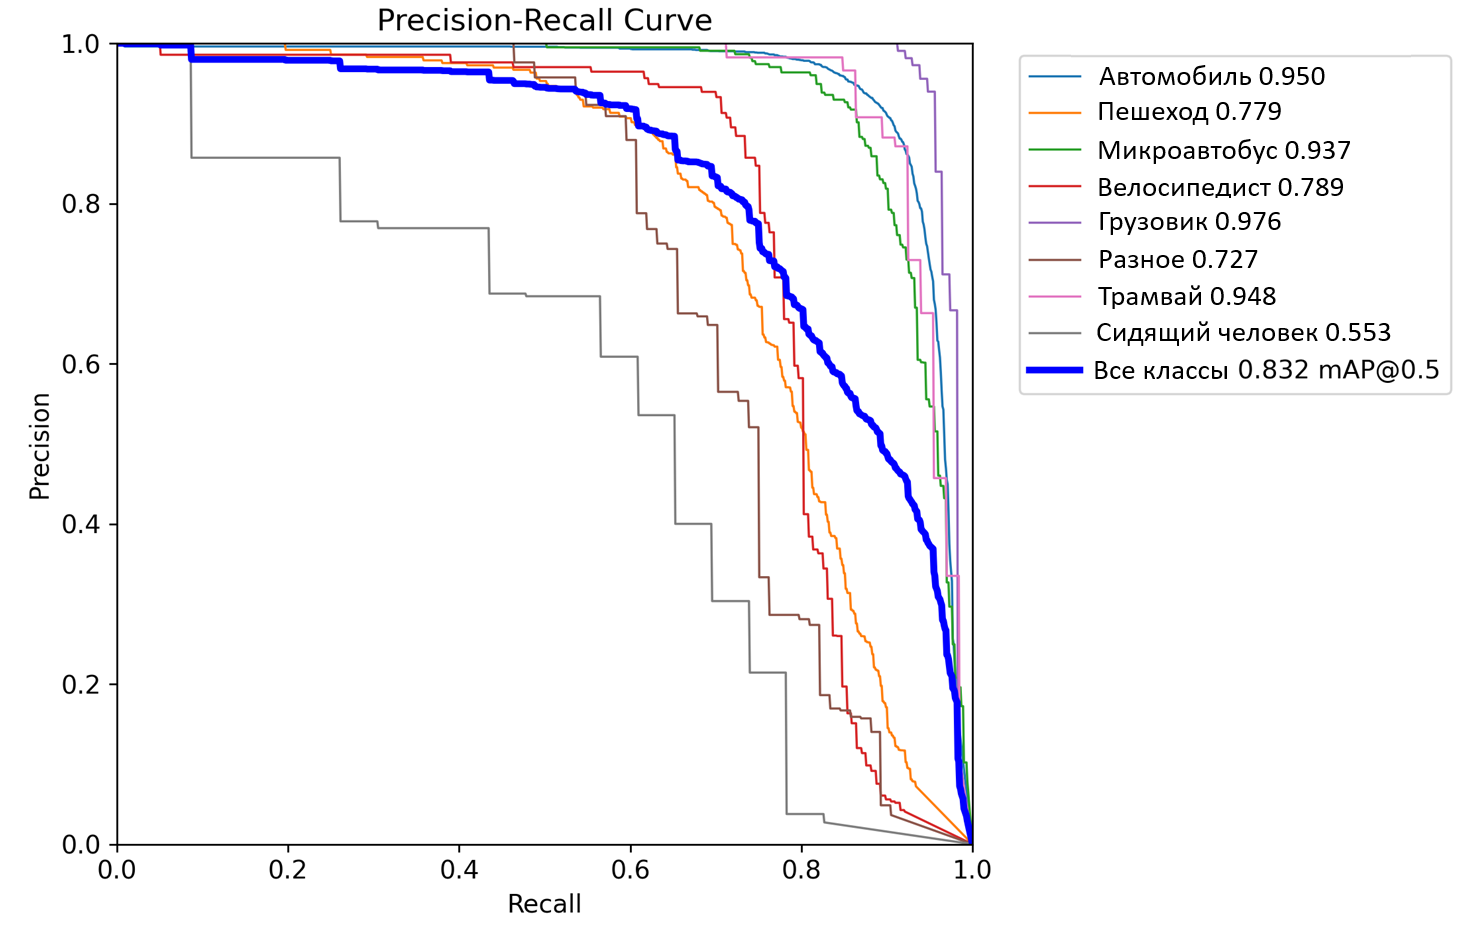 Precision-Recall Curve
1.0
0.8
0.6
0.4
0.2
0.0
Precision
0.0 0.2 0.4 0.6 0.8 1.0
Recall
Автомобиль 0.950
Пешеход 0.779
Микроавтобус 0.937
Велосипедист 0.789
Грузовик 0.976
Разное 0.727
Трамвай 0.948
Сидящий человек 0.553
Все классы 0.832 mAP@0.5